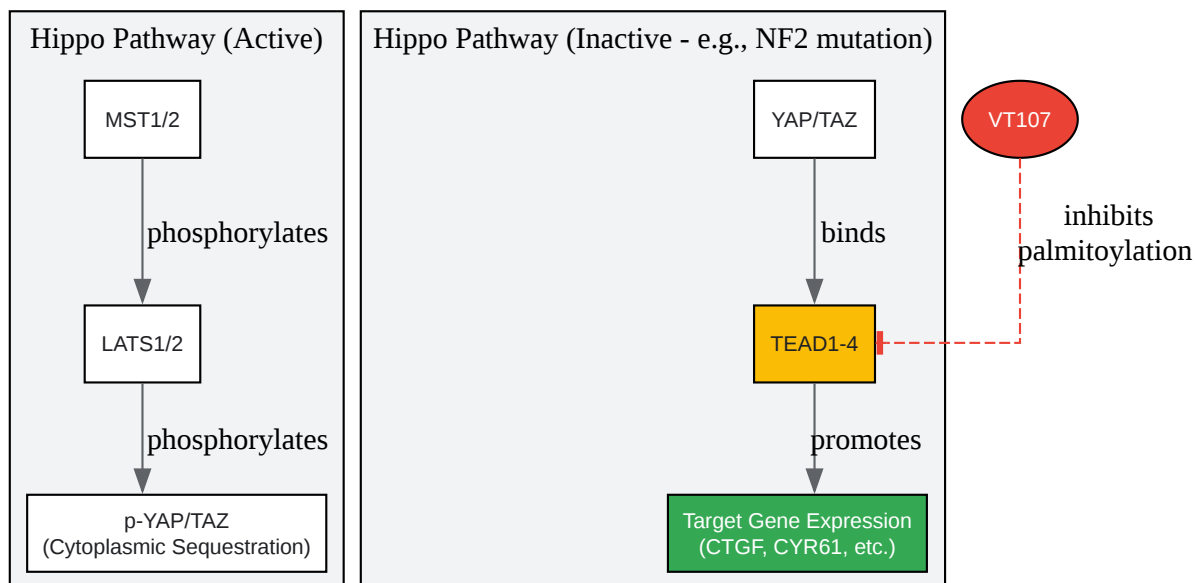 Hippo Pathway (Active)
MST1/2
phosphorylates
LATS1/2
phosphorylates
p-YAP/TAZ
(Cytoplasmic Sequestration)
Hippo Pathway (Inactive - e.g., NF2 mutation)
YAP/TAZ
binds
TEAD1-4
promotes
Target Gene Expression
(CTGF, CYR61, etc.)
VT107
inhibits
palmitoylation